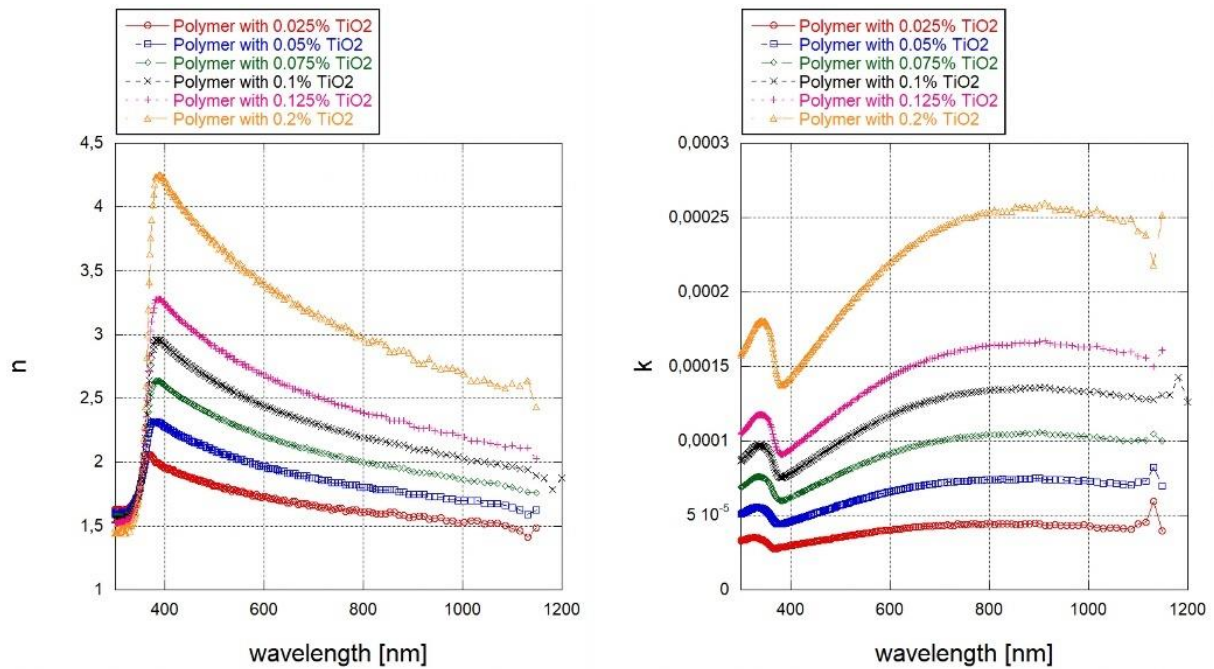 Polymer with 0.025% TiO2
Polymer with 0.05% TiO2
Polymer with 0.075% TiO2
Polymer with 0.1% TiO2
Polymer with 0.125% TiO2
Polymer with 0.2% TiO2
4,5
4
3,5
3
2,5
2
1,5
1
n
400
600
800
1000
1200
wavelength [nm]
Polymer with 0.025% TiO2
Polymer with 0.05% TiO2
Polymer with 0.075% TiO2
Polymer with 0.1% TiO2
Polymer with 0.125% TiO2
Polymer with 0.2% TiO2
0,0003
0,00025
0,0002
0,00015
0,0001
5 10⁻⁵
0
k
400
600
800
1000
1200
wavelength [nm]